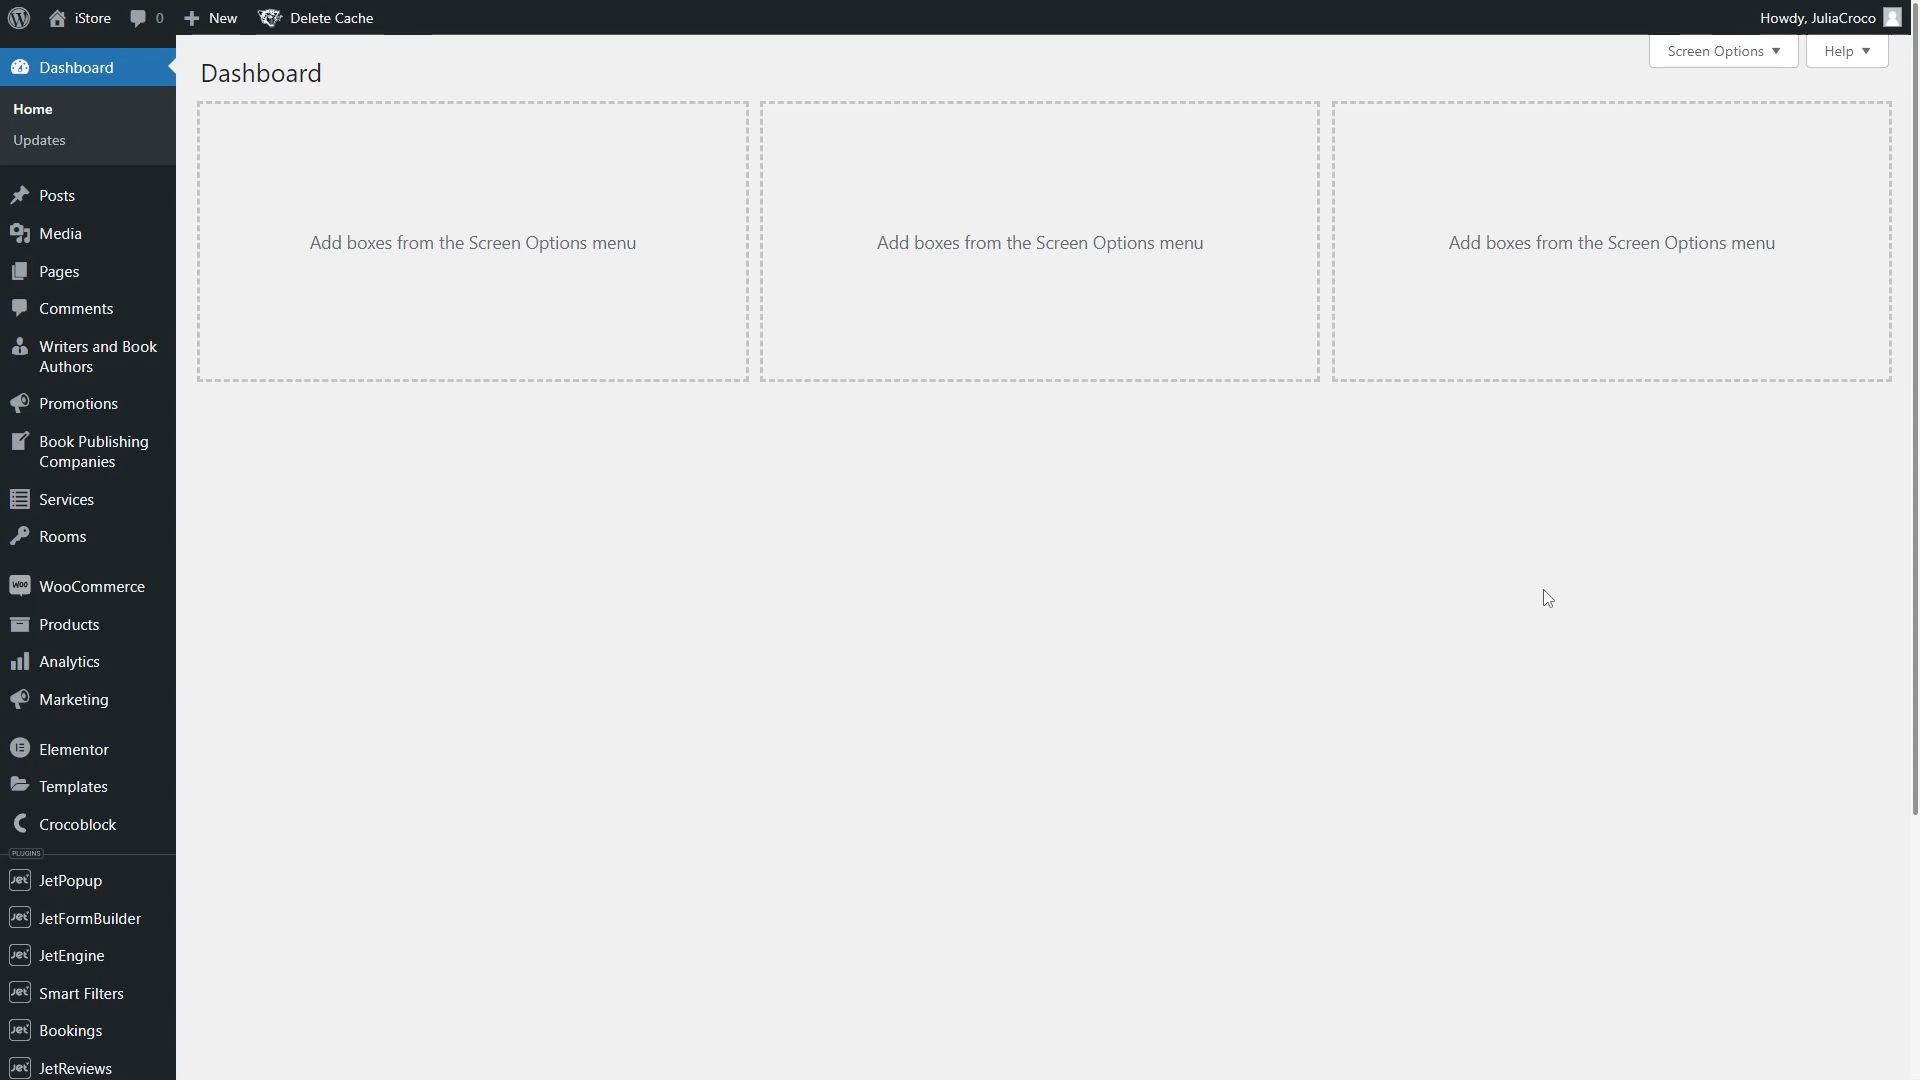 iStore
0
New
Delete Cache
Howdy, JuliaCroco
Dashboard
Home
Updates
Posts
Media
Pages
Comments
Writers and Book
Authors
Promotions
Book Publishing
Companies
Services
Rooms
WooCommerce
Products
Analytics
Marketing
Elementor
Templates
Crocoblock
PLUGINS
JetPopup
JetFormBuilder
JetEngine
Smart Filters
Bookings
JetReviews
Screen Options
Help
Dashboard
Add boxes from the Screen Options menu
Add boxes from the Screen Options menu
Add boxes from the Screen Options menu